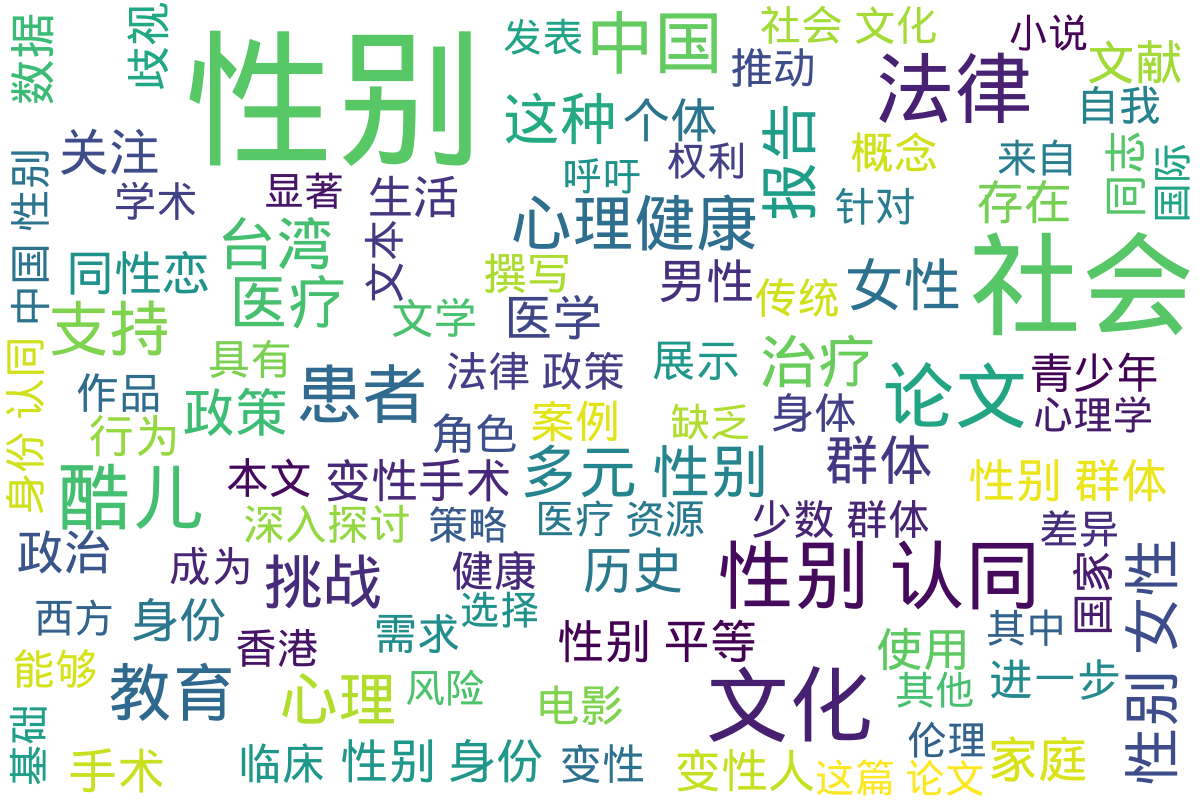 数据
歧视
性别
发表
中国
社会 文化
小说
推动
法律
文献
自我
关注
这种
个体
报告
概念
来自
同志
国际
中国 性别
学术
显著
生活
呼吁
权利
针对
存在
心理健康
台湾
文本
同性恋
撰写
男性
传统
女性
社会
医疗
支持
文学
医学
身份 认同
具有
患者
法律 政策
展示
治疗
论文
青少年
作品
政策
行为
角色
案例
缺乏
身体
心理学
酷儿
本文
变性手术
多元 性别
群体
性别 群体
深入探讨
策略
医疗 资源
少数 群体
差异
政治
成为
挑战
健康
历史
性别 认同
国家
性别 女性
西方
身份
香港
需求
选择
性别 平等
使用
其中
能够
教育
心理
风险
电影
文化
其他
进一步
基础
手术
临床
性别 身份
变性
变性人
伦理
这篇 论文
家庭